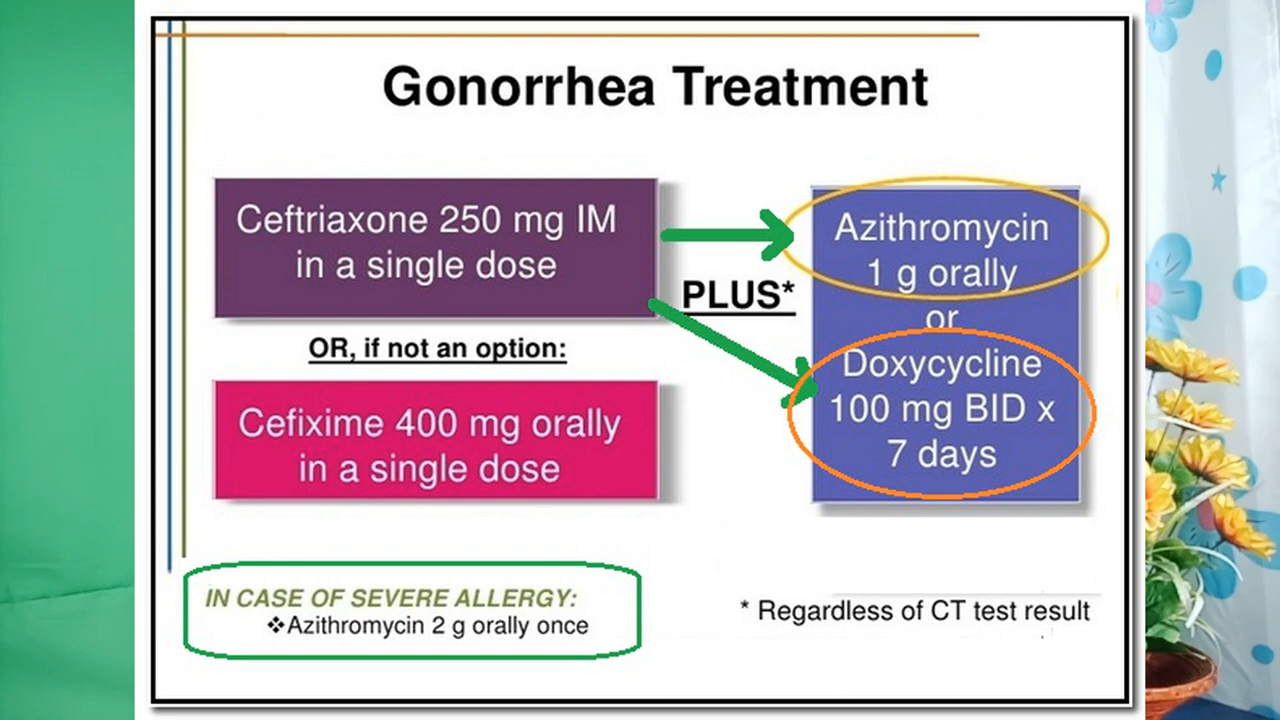 Gonorrhea Treatment
Ceftriaxone 250 mg IM
in a single dose
OR, if not an option:
Cefixime 400 mg orally
in a single dose
PLUS*
Azithromycin
1 g orally
or
Doxycycline
100 mg BID x
7 days
IN CASE OF SEVERE ALLERGY:
❖Azithromycin 2 g orally once
* Regardless of CT test result